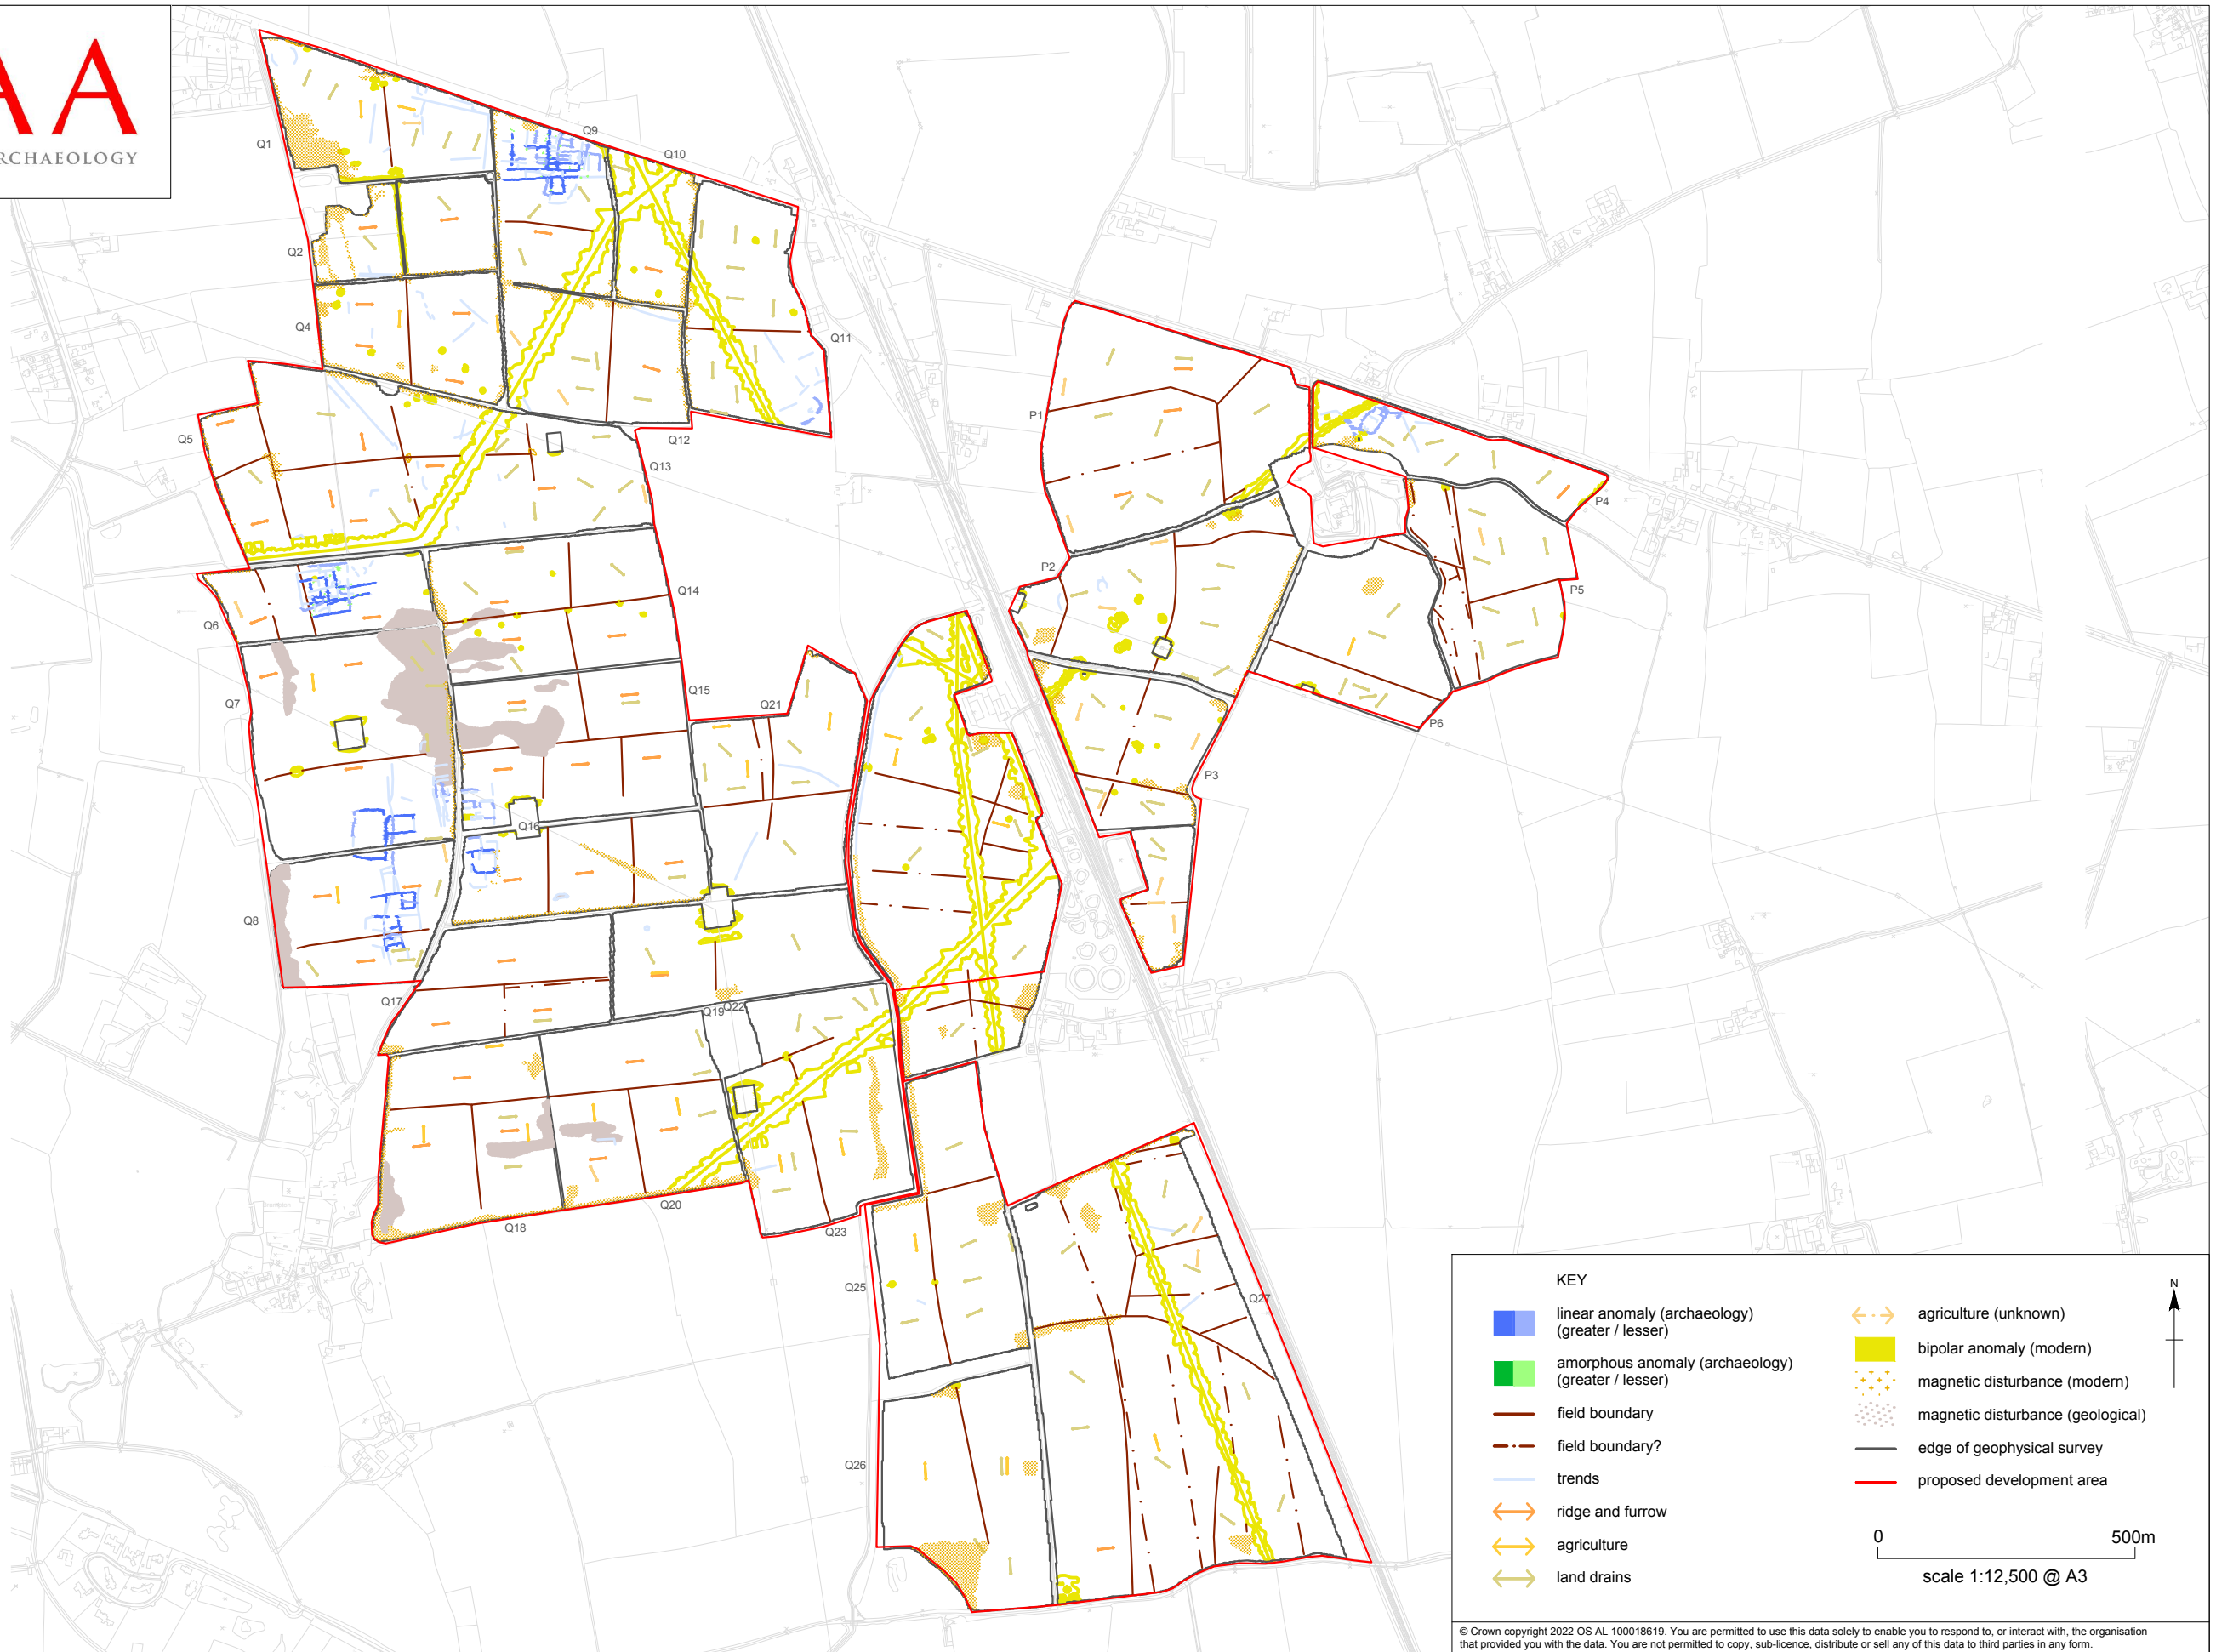 AA
RCHAEOLOGY
Q1
Q9
Q10
Q3
Q2
Q4
Q11
Q5
Q12
Q13
P1
P4
P2
P5
Q14
Q6
Q7
Q15
Q21
P6
P3
Q16
Q8
Q17
Q19
Q22
Q18
Q20
Q23
Q25
Q27
Q26
KEY
linear anomaly (archaeology)
(greater / lesser)
amorphous anomaly (archaeology)
(greater / lesser)
field boundary
field boundary?
trends
ridge and furrow
agriculture
land drains
agriculture (unknown)
bipolar anomaly (modern)
magnetic disturbance (modern)
magnetic disturbance (geological)
edge of geophysical survey
proposed development area
N
0 500m
scale 1:12,500 @ A3
© Crown copyright 2022 OS AL 100018619. You are permitted to use this data solely to enable you to respond to, or interact with, the organisation
that provided you with the data. You are not permitted to copy, sub-licence, distribute or sell any of this data to third parties in any form.